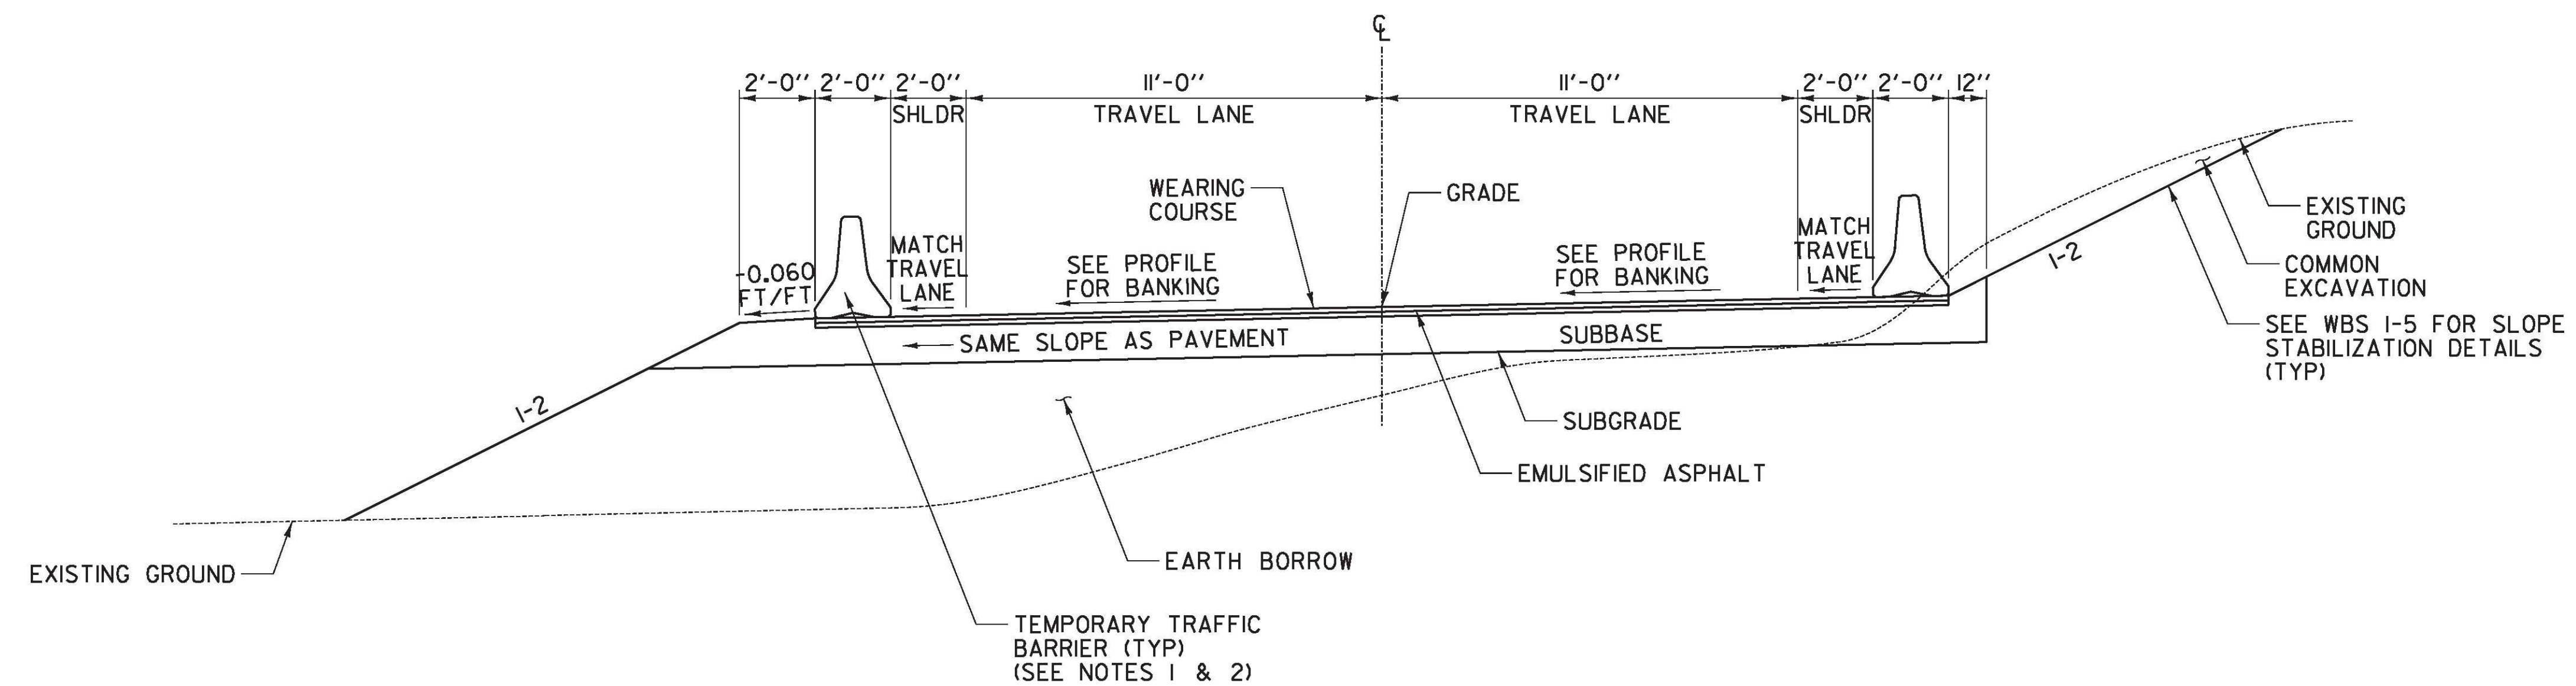 ℄
2'-0" 2'-0" 2'-0" 11'-0" 11'-0" 2'-0" 2'-0" 12"
SHLDR TRAVEL LANE TRAVEL LANE SHLDR
WEARING
COURSE
GRADE
MATCH
TRAVEL
LANE
SEE PROFILE
FOR BANKING
SEE PROFILE
FOR BANKING
MATCH
TRAVEL
LANE
-0.060
FT/FT
EXISTING
GROUND
1-2
COMMON
EXCAVATION
SEE WBS 1-5 FOR SLOPE
STABILIZATION DETAILS
(TYP)
SAME SLOPE AS PAVEMENT
SUBBASE
1-2
SUBGRADE
EMULSIFIED ASPHALT
EARTH BORROW
EXISTING GROUND
TEMPORARY TRAFFIC
BARRIER (TYP)
(SEE NOTES 1 & 2)